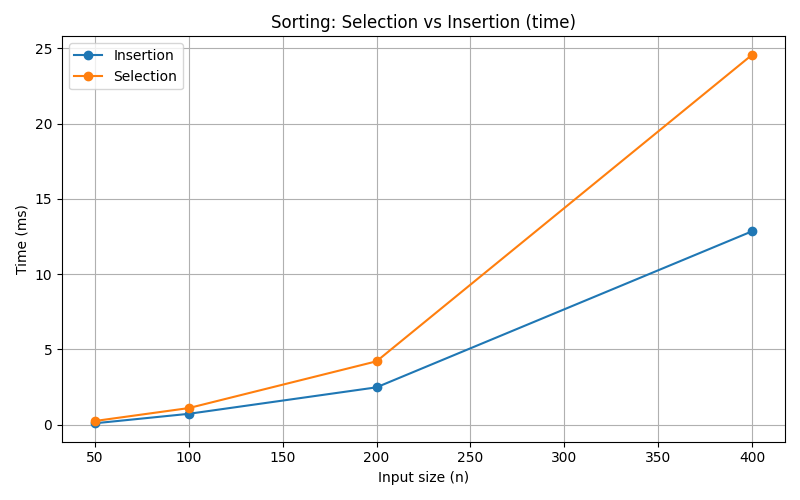 Sorting: Selection vs Insertion (time)
Insertion
Selection
Time (ms)
25
20
15
10
5
0
50 100 150 200 250 300 350 400
Input size (n)